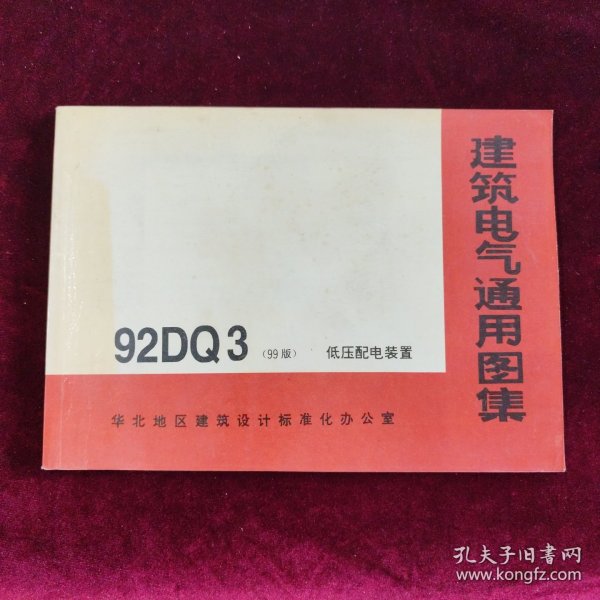 建筑电气通用图集
92DQ3（99版） 低压配电装置
华北地区建筑设计标准化办公室
孔夫子旧书网
www.kongfz.com